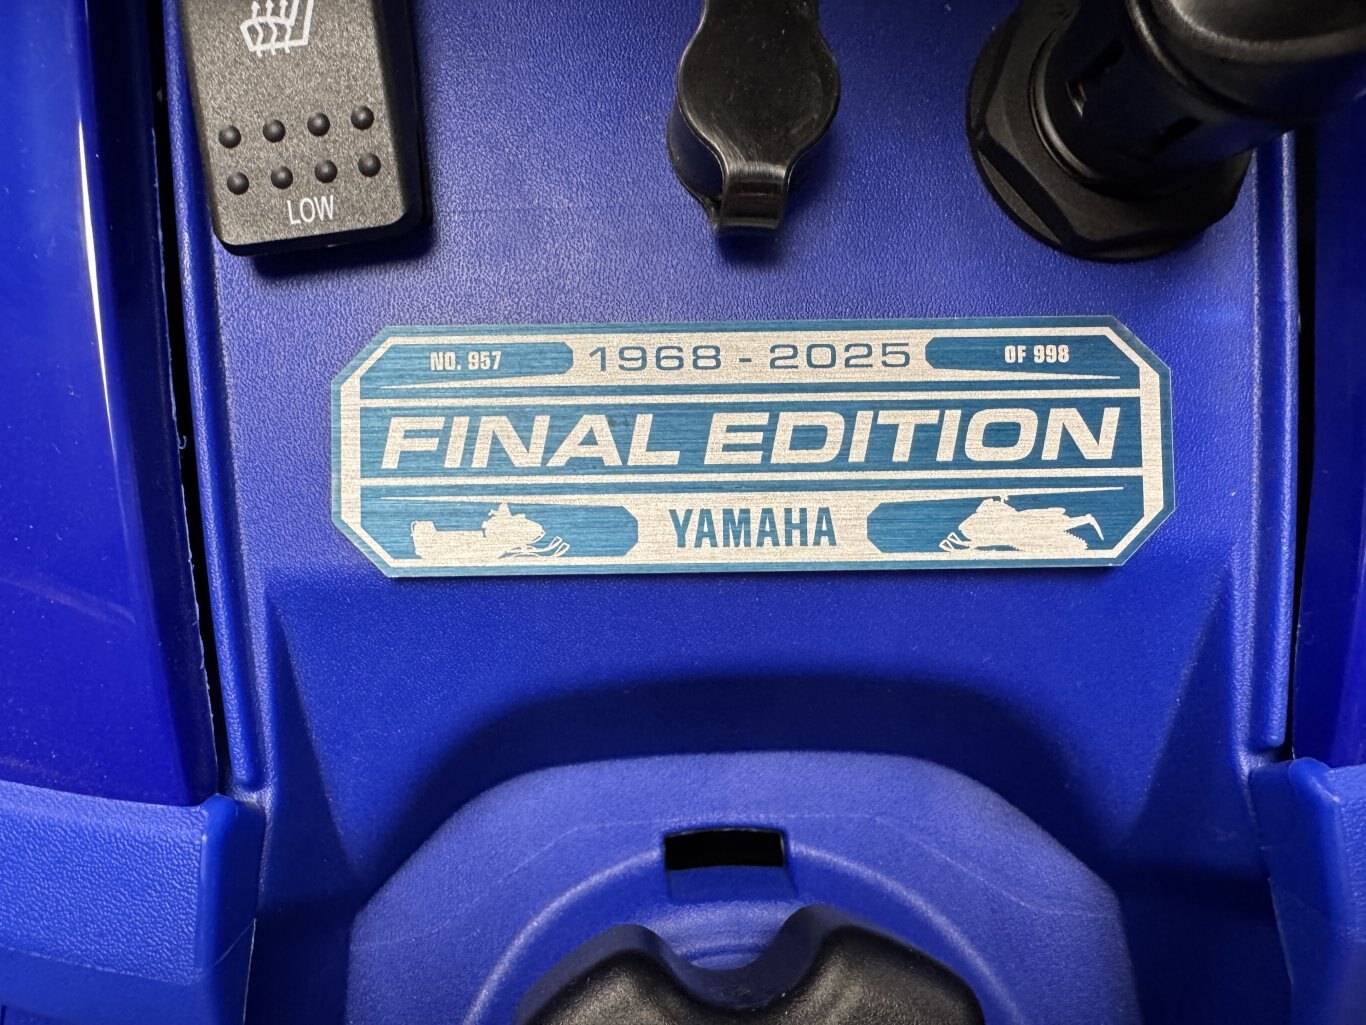 LOW
NO. 957
1968 - 2025
OF 998
FINAL EDITION
YAMAHA